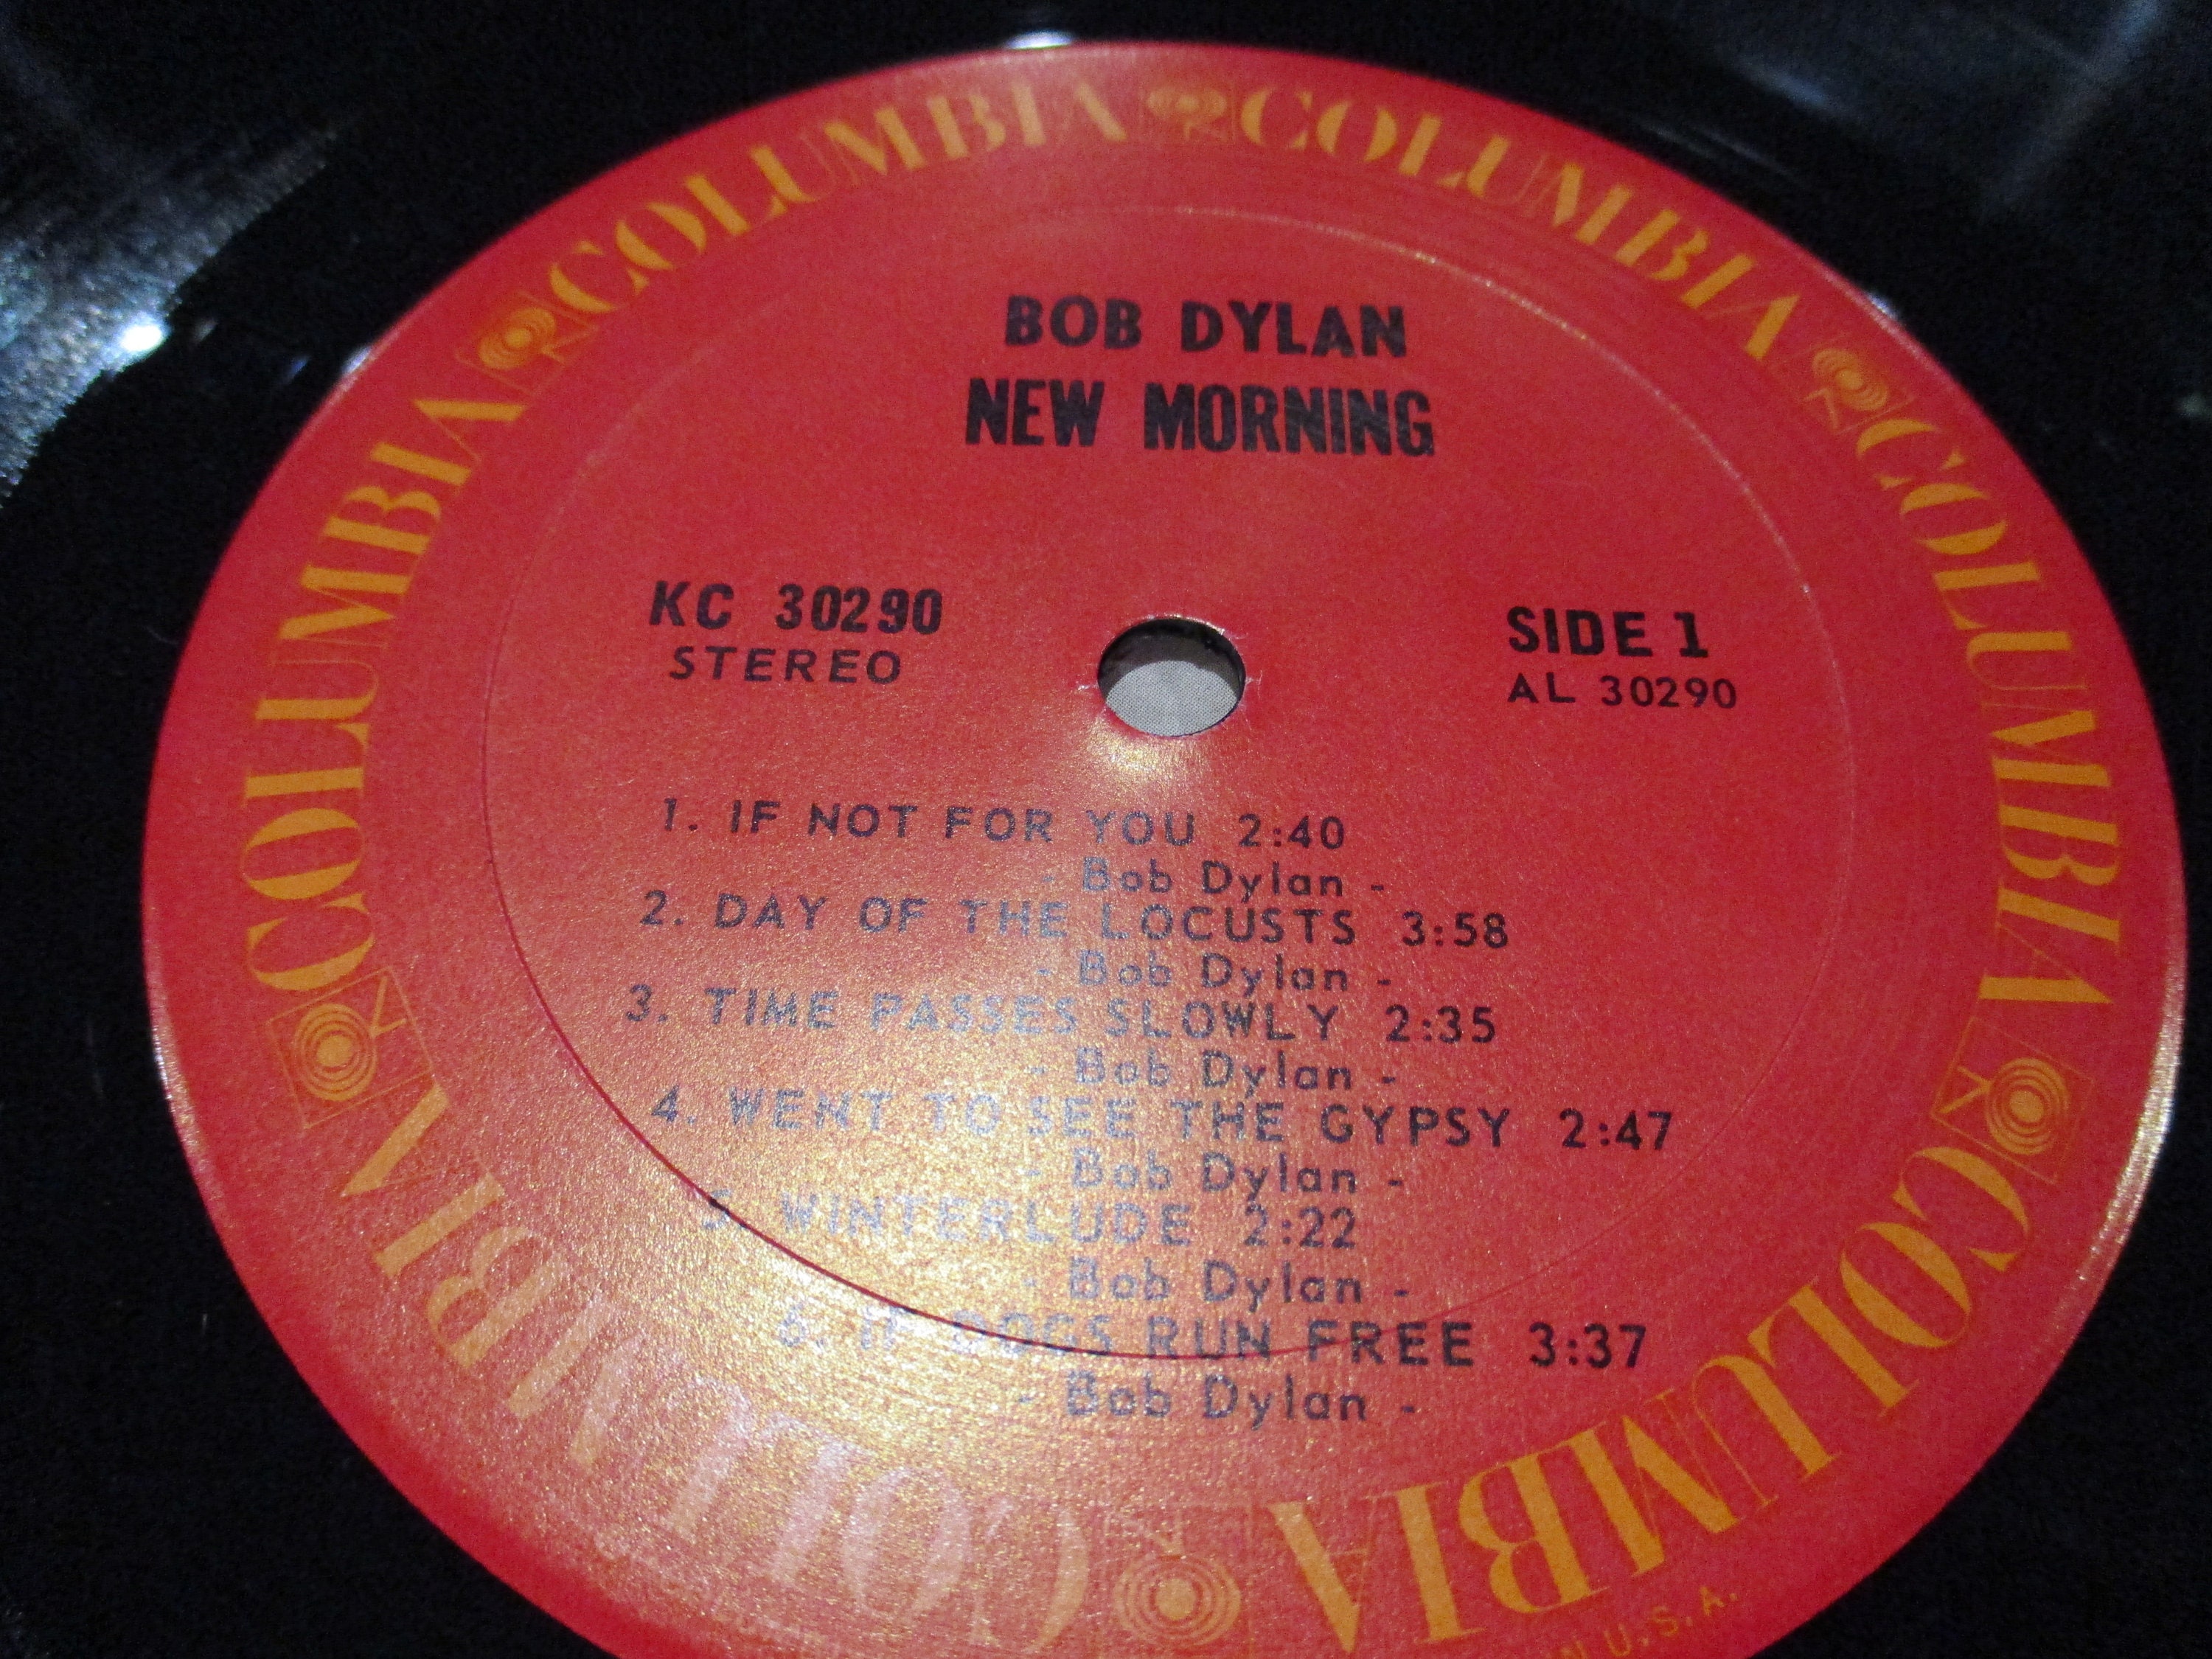 COLUMBIA COLUMBIA COLUMBIA COLUMBIA COLUMBIA COLUMBIA
BOB DYLAN
NEW MORNING
KC 30290
STEREO
SIDE 1
AL 30290
1. IF NOT FOR YOU 2:40
- Bob Dylan -
2. DAY OF THE LOCUSTS 3:58
- Bob Dylan -
3. TIME PASSES SLOWLY 2:35
- Bob Dylan -
4. WENT TO SEE THE GYPSY 2:47
- Bob Dylan -
5. WINTERLUDE 2:22
- Bob Dylan -
6. IF DOGS RUN FREE 3:37
- Bob Dylan -
U.S.A.